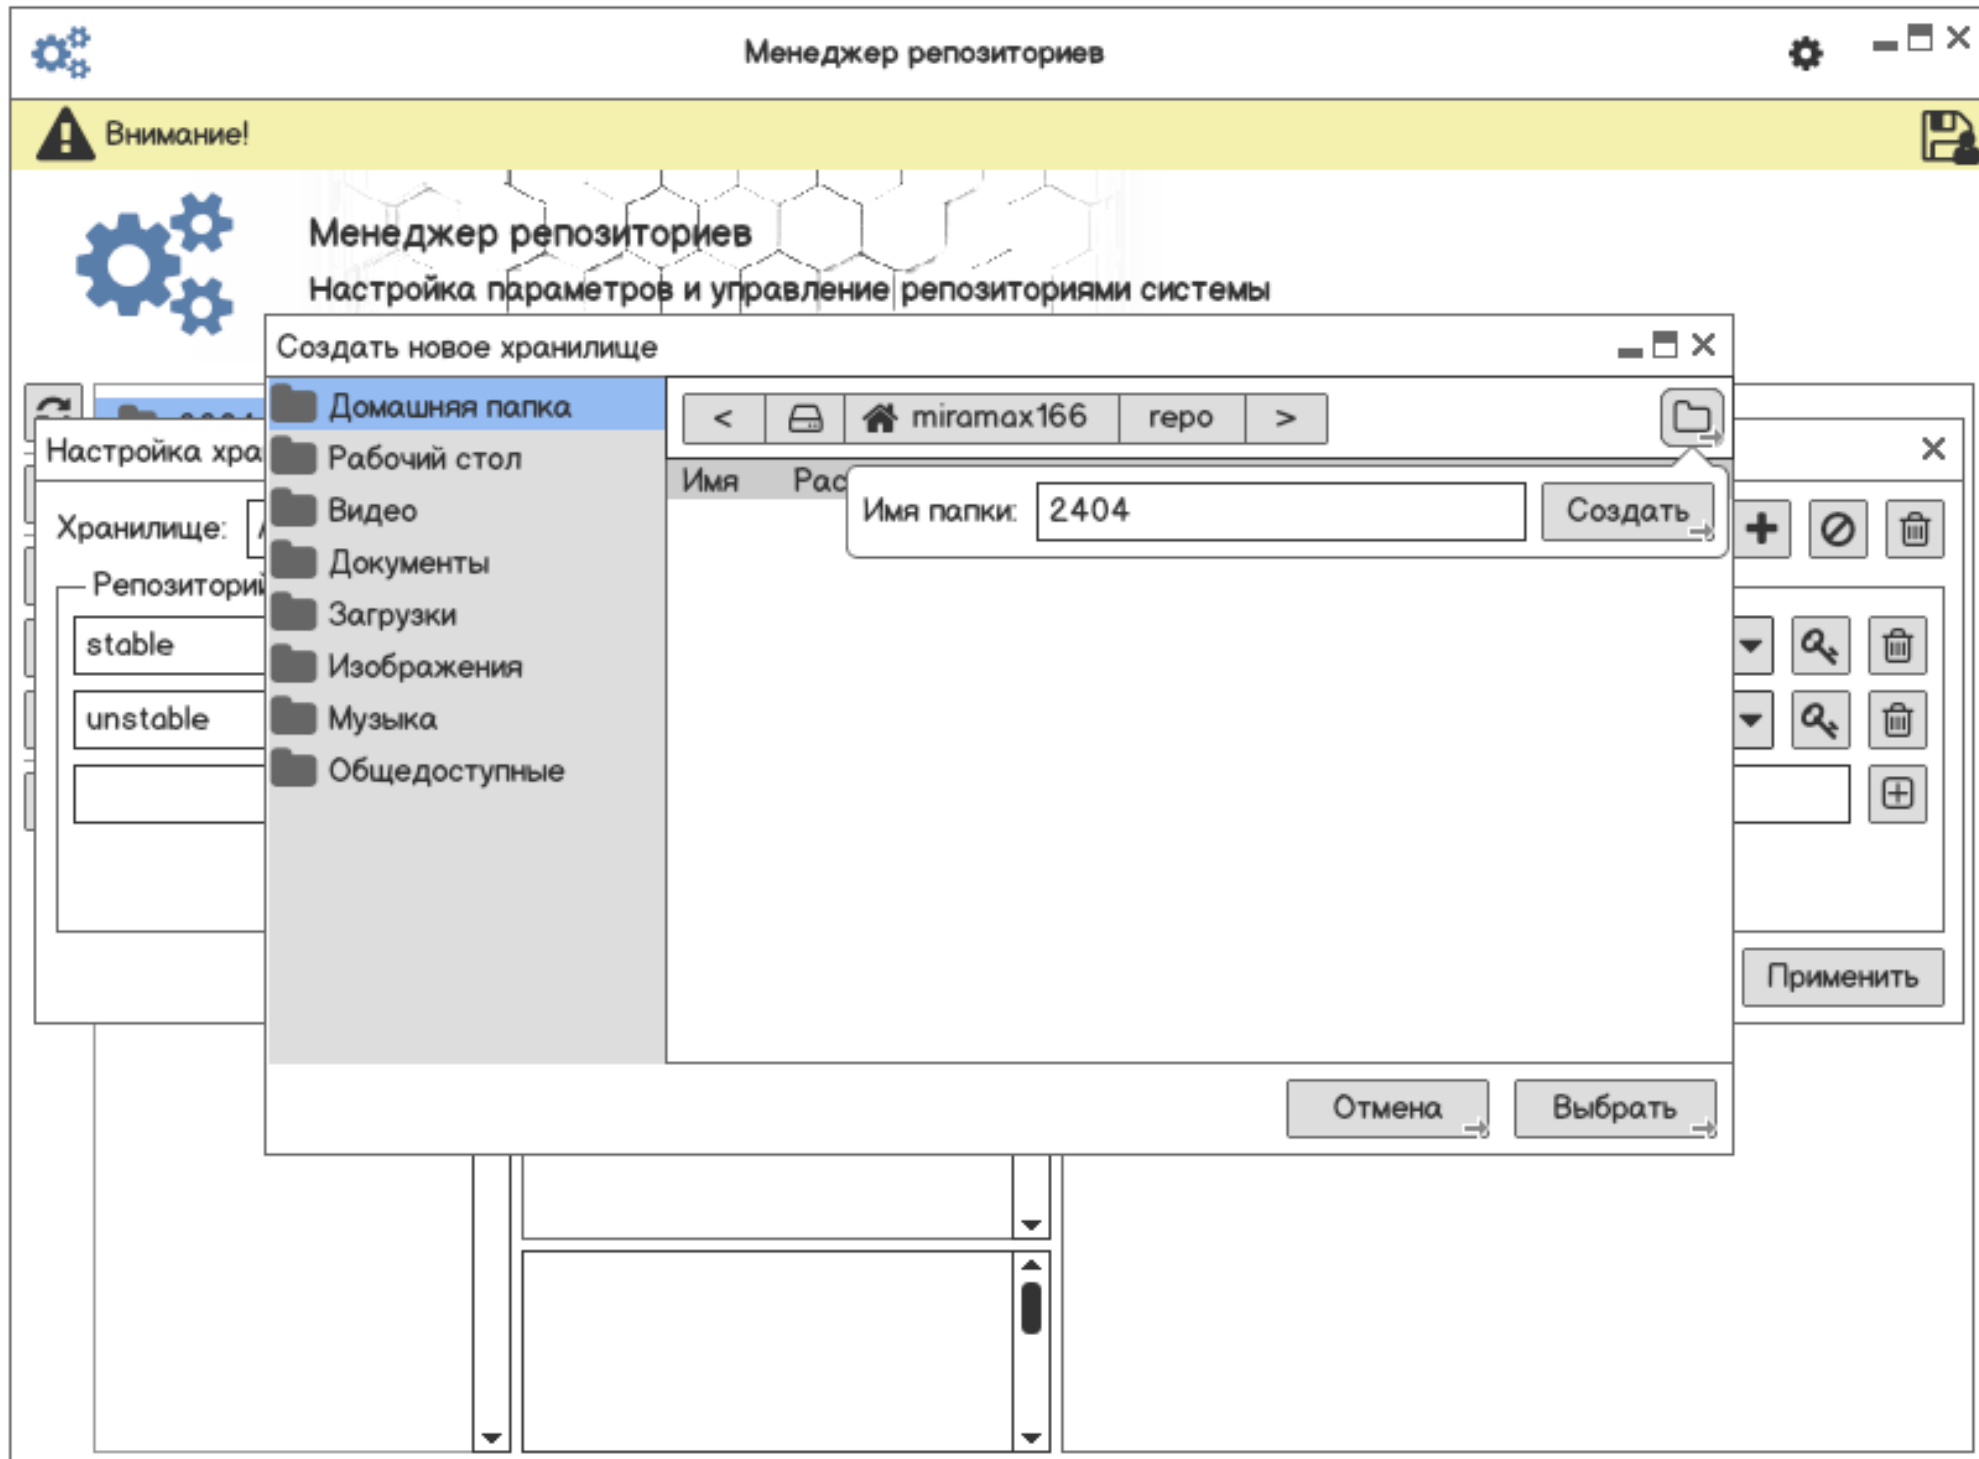 Менеджер репозиториев
Внимание!
Менеджер репозиториев
Настройка параметров и управление репозиториями системы
Создать новое хранилище
Домашняя папка
Рабочий стол
Видео
Документы
Загрузки
Изображения
Музыка
Общедоступные
< miramax166 repo >
Имя Рас
Имя папки: 2404 Создать
Отмена Выбрать
Настройка хра
Хранилище:
Репозиторий
stable
unstable
Применить